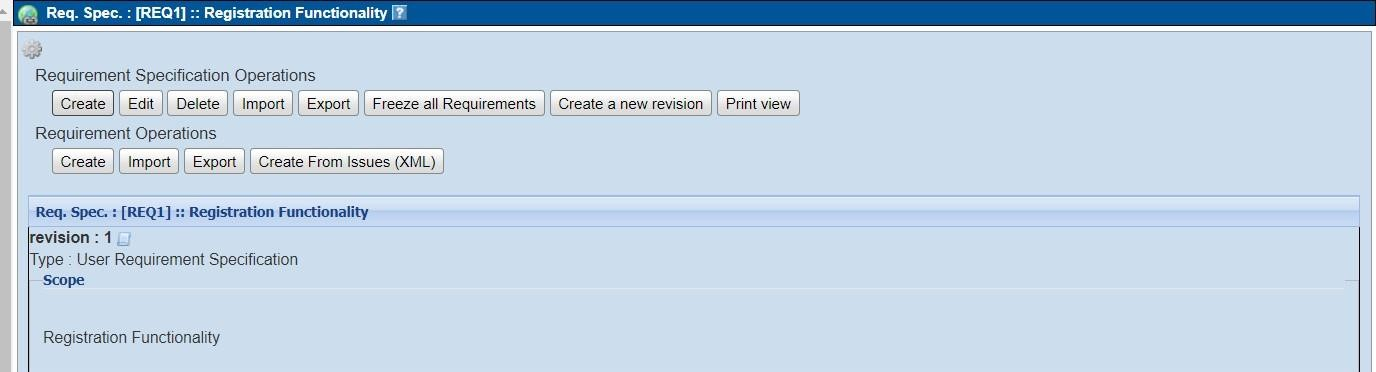 Req. Spec. : [REQ1] :: Registration Functionality ?
Requirement Specification Operations
Create Edit Delete Import Export Freeze all Requirements Create a new revision Print view
Requirement Operations
Create Import Export Create From Issues (XML)
Req. Spec. : [REQ1] :: Registration Functionality
revision : 1
Type : User Requirement Specification
Scope
Registration Functionality